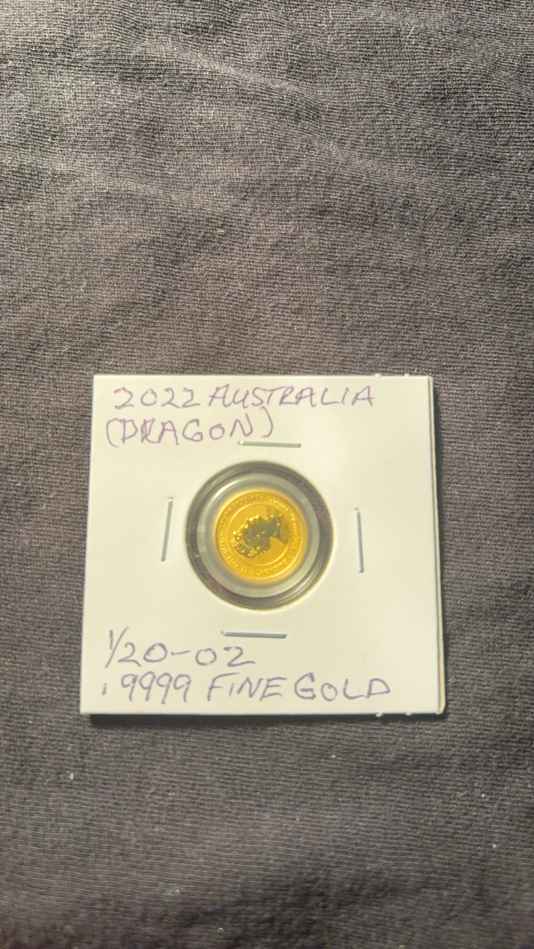 2022 AUSTRALIA
(DRAGON)
1/20-OZ
.9999 FINE GOLD